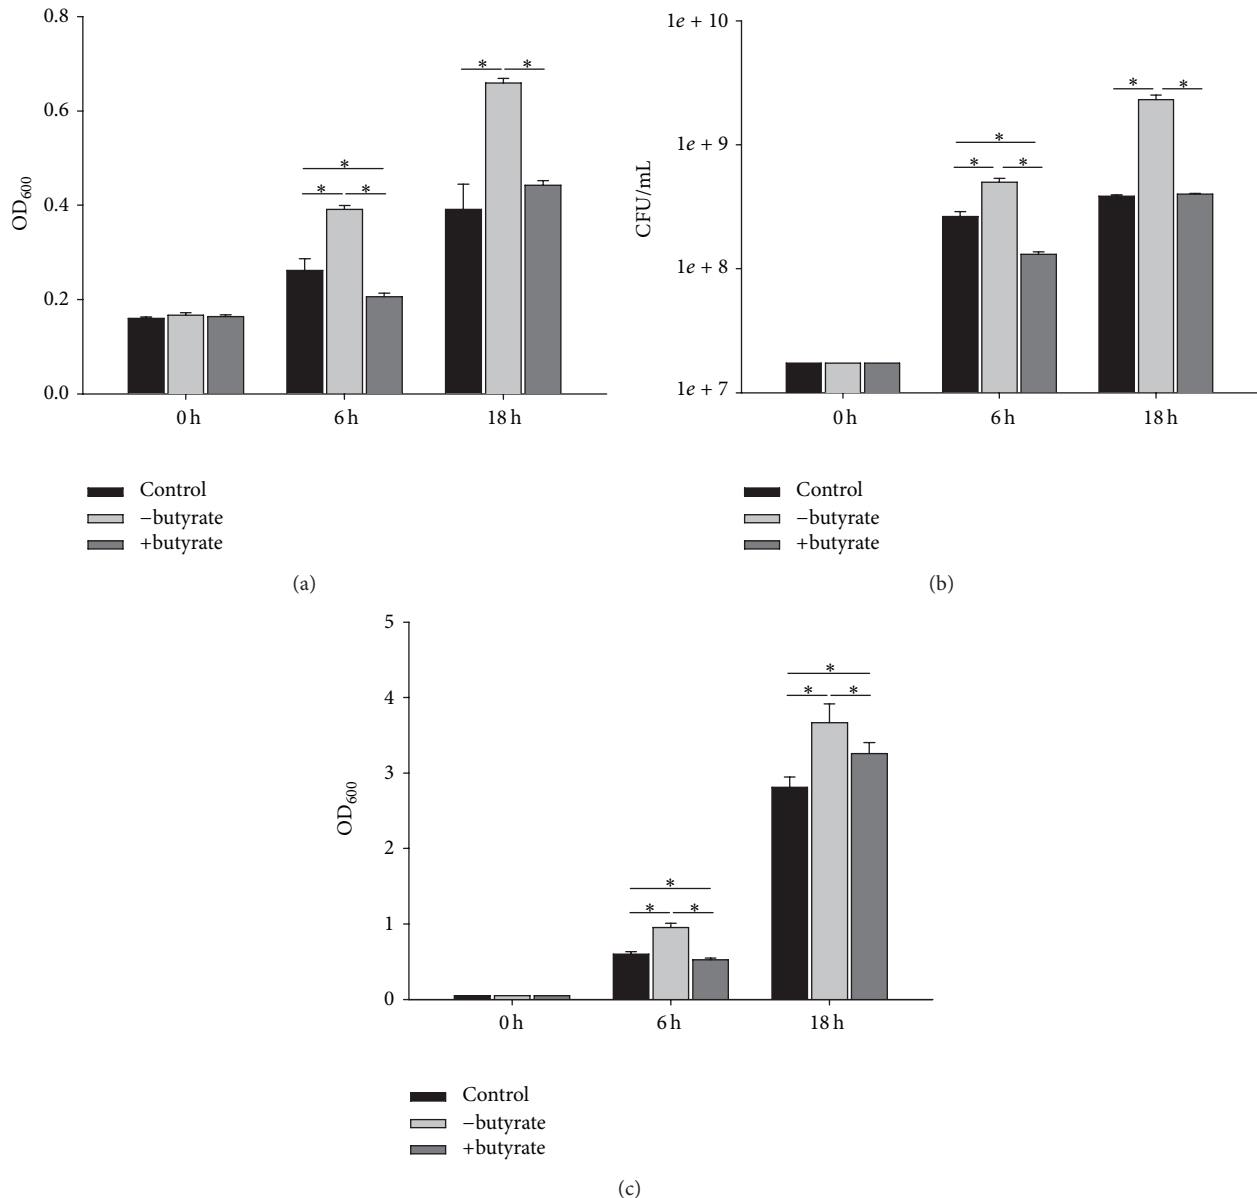 0.8
0.6
0.4
0.2
0.0
OD600
* *
*
* *
0 h 6 h 18 h
Control
−butyrate
+butyrate
(a)
1e + 10
1e + 9
1e + 8
1e + 7
CFU/mL
* *
*
* *
0 h 6 h 18 h
Control
−butyrate
+butyrate
(b)
5
4
3
2
1
0
OD600
*
* *
*
* *
0 h 6 h 18 h
Control
−butyrate
+butyrate
(c)